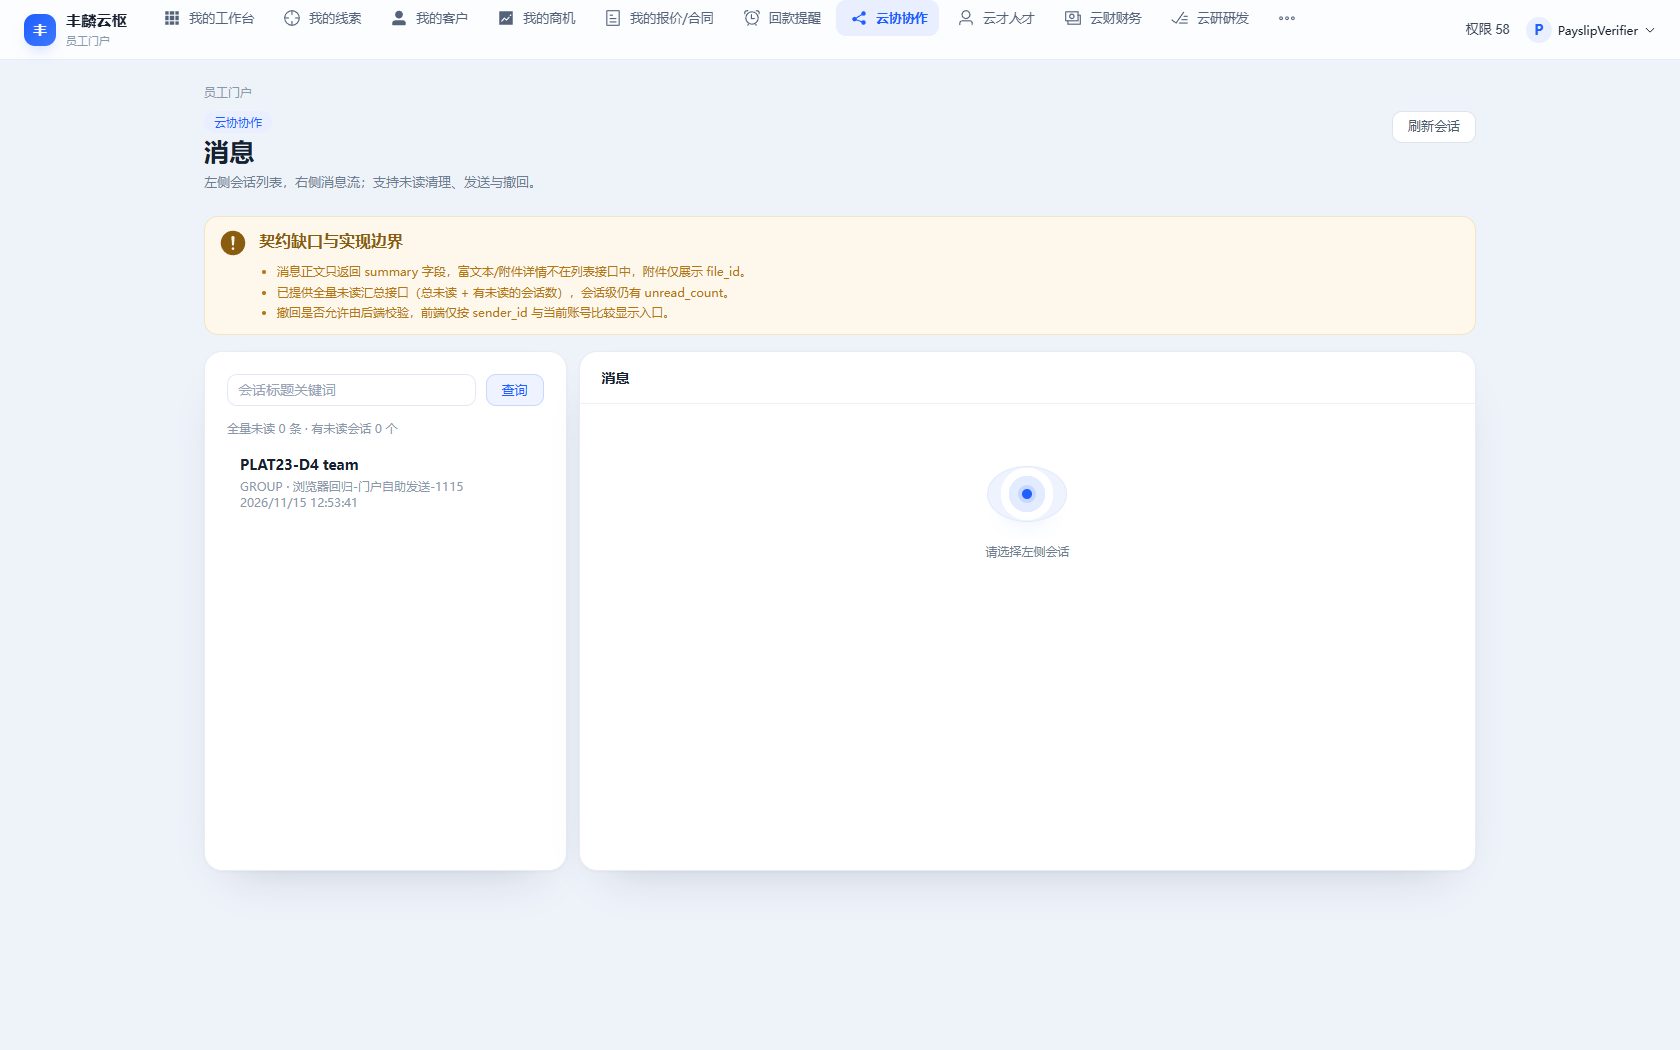 丰 丰麟云枢
员工门户
我的工作台 我的线索 我的客户 我的商机 我的报价/合同 回款提醒 云协协作 云才人才 云财财务 云研研发
权限 58 P PayslipVerifier
员工门户
云协协作
消息
左侧会话列表，右侧消息流；支持未读清理、发送与撤回。
刷新会话
契约缺口与实现边界
• 消息正文只返回 summary 字段，富文本/附件详情不在列表接口中，附件仅展示 file_id。
• 已提供全量未读汇总接口（总未读 + 有未读的会话数），会话级仍有 unread_count。
• 撤回是否允许由后端校验，前端仅按 sender_id 与当前账号比较显示入口。
会话标题关键词 查询
全量未读 0 条 · 有未读会话 0 个
PLAT23-D4 team
GROUP · 浏览器回归-门户自助发送-1115
2026/11/15 12:53:41
消息
请选择左侧会话